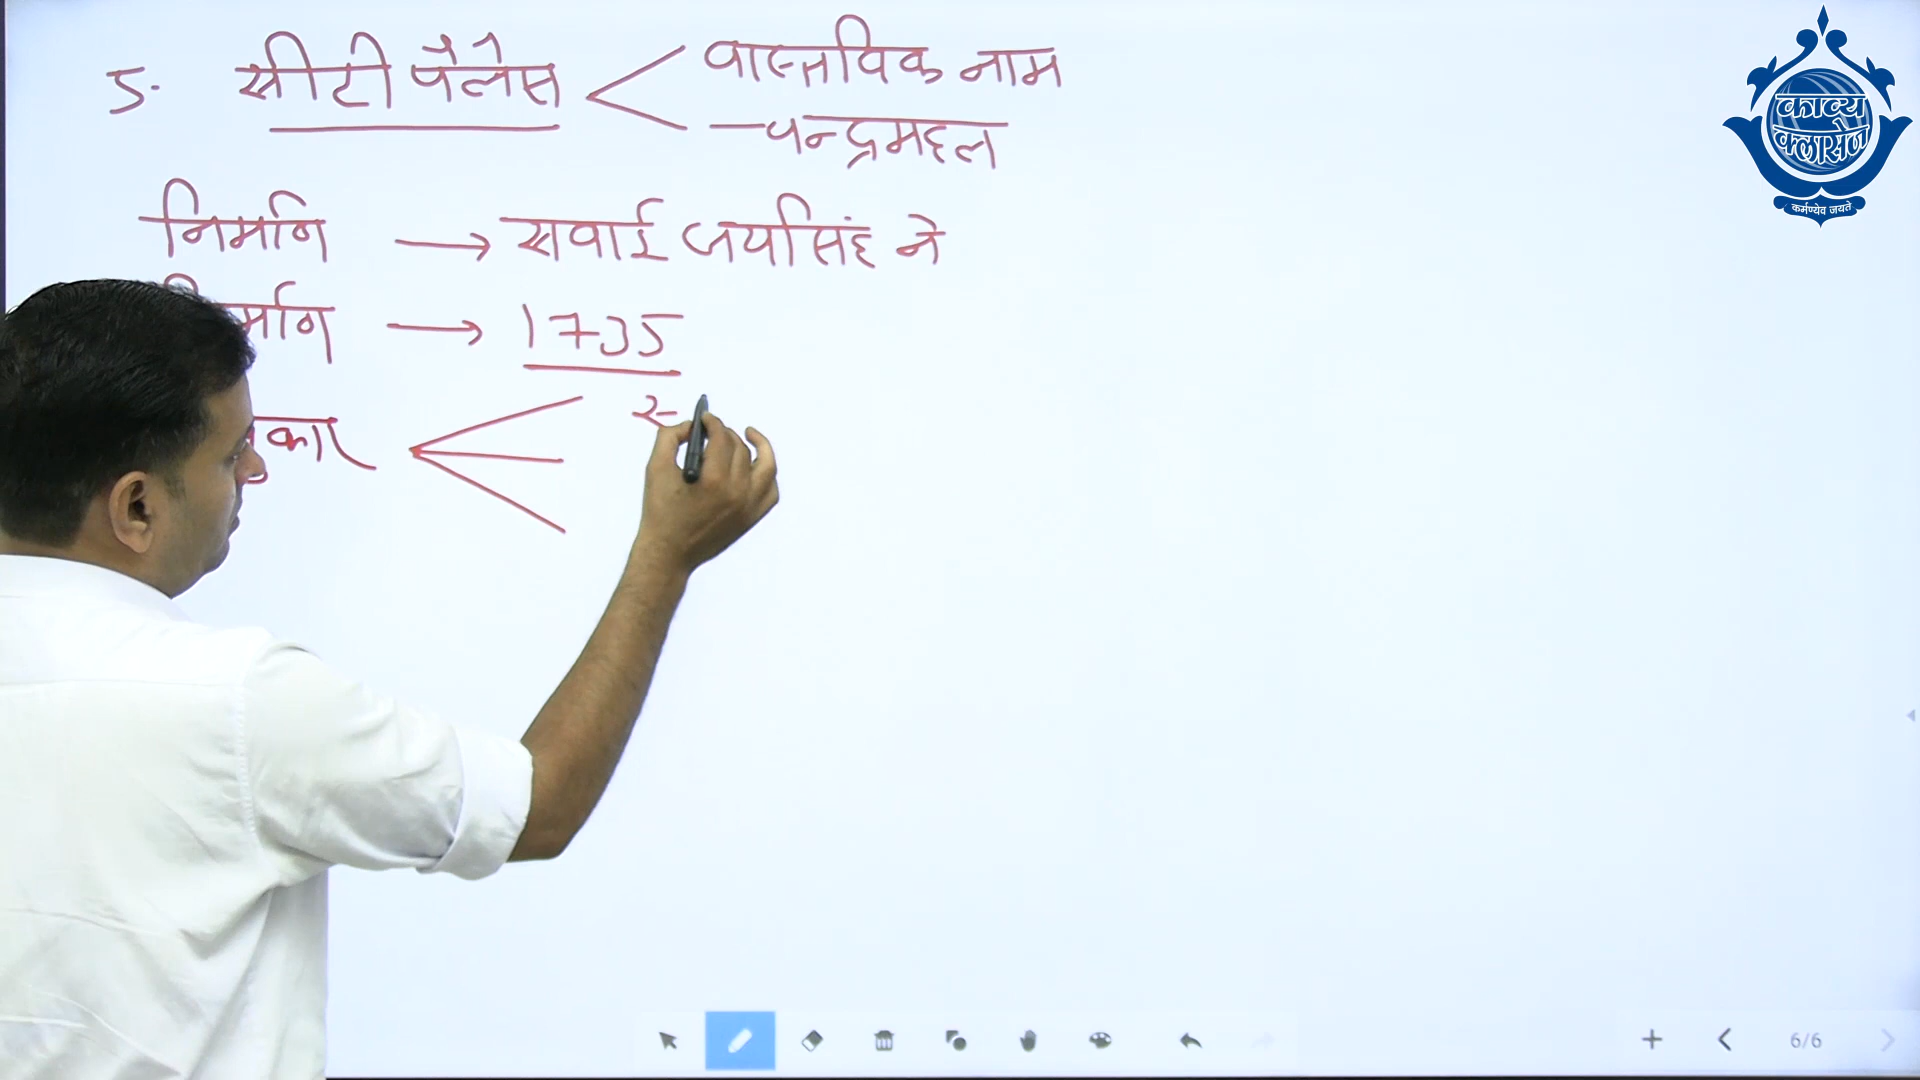 5. सीटी पैलेस
वास्तविक नाम
चन्द्रमहल
निर्माण → सवाई जयसिंह ने
→ 1735
काव्य
क्लासेज
कर्मण्येव जयते
6/6